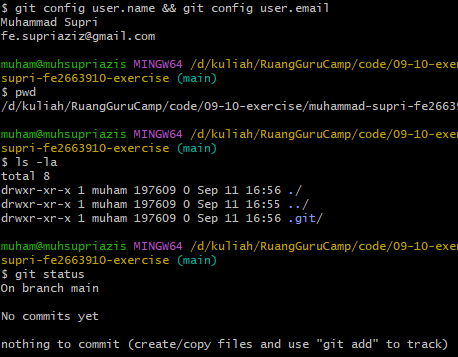 $ git config user.name && git config user.email
Muhammad Supri
fe.supriaziz@gmail.com
muham@muhsupriazis MINGW64 /d/kuliah/RuangGuruCamp/code/09-10-exer
supri-fe2663910-exercise (main)
$ pwd
/d/kuliah/RuangGuruCamp/code/09-10-exercise/muhammad-supri-fe2663
muham@muhsupriazis MINGW64 /d/kuliah/RuangGuruCamp/code/09-10-exer
supri-fe2663910-exercise (main)
$ ls -la
total 8
drwxr-xr-x 1 muham 197609 0 Sep 11 16:56 ./
drwxr-xr-x 1 muham 197609 0 Sep 11 16:55 ../
drwxr-xr-x 1 muham 197609 0 Sep 11 16:56 .git/
muham@muhsupriazis MINGW64 /d/kuliah/RuangGuruCamp/code/09-10-exer
supri-fe2663910-exercise (main)
$ git status
On branch main
No commits yet
nothing to commit (create/copy files and use "git add" to track)